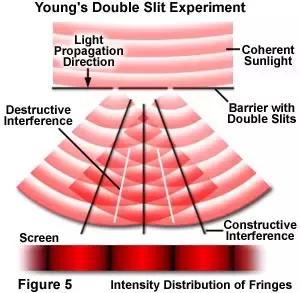 Young's Double Slit Experiment
Light
Propagation
Direction
Coherent
Sunlight
Destructive
Interference
Barrier with
Double Slits
Screen
Constructive
Interference
Figure 5
Intensity Distribution of Fringes